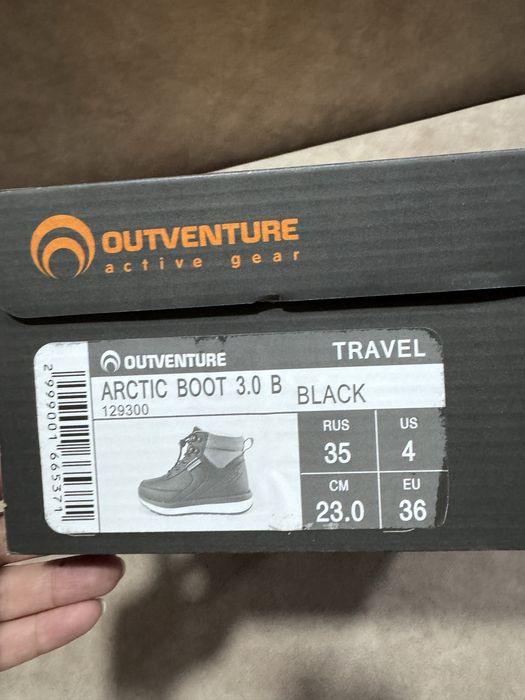 OUTVENTURE
active gear
OUTVENTURE
TRAVEL
ARCTIC BOOT 3.0 B BLACK
129300
RUS
35
US
4
CM
23.0
EU
36
2999001665371